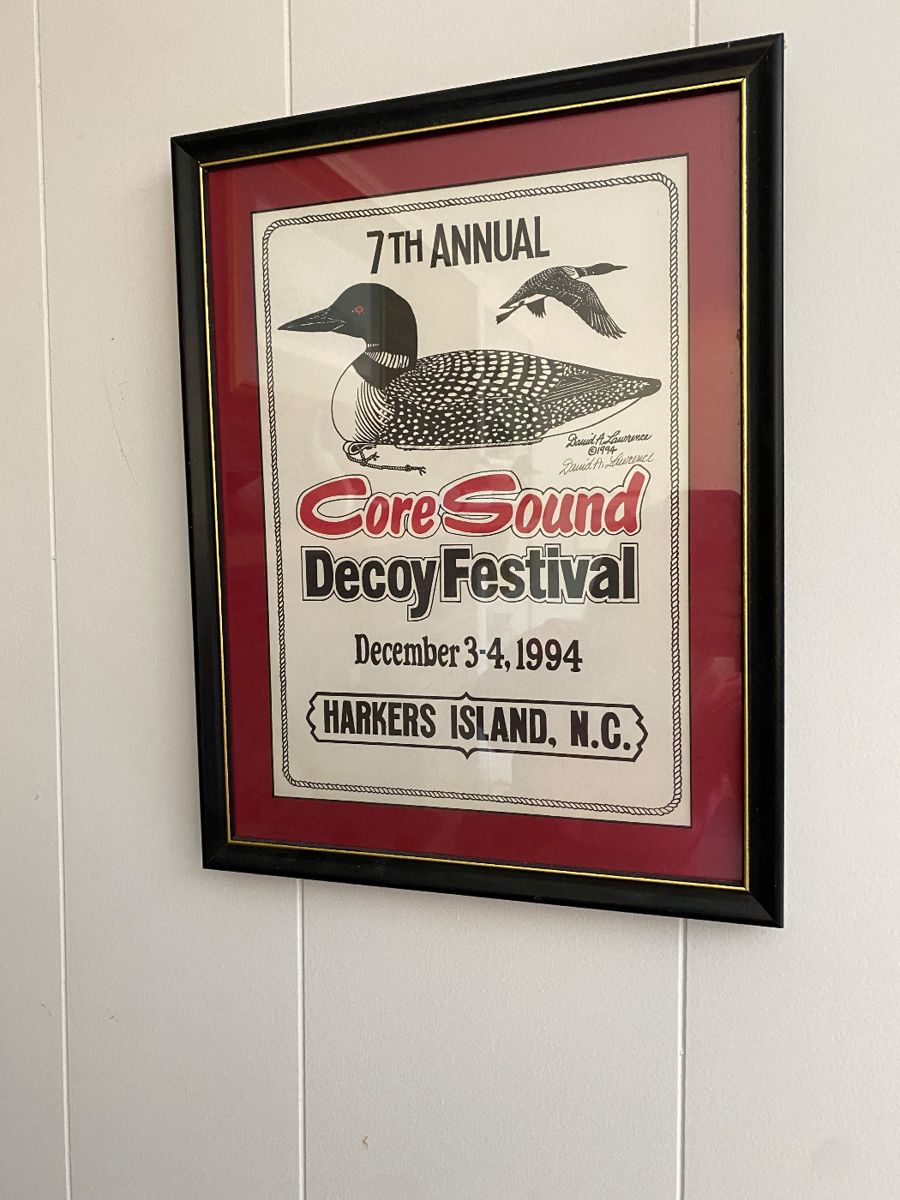 7TH ANNUAL
David A. Lawrence
©1994
David A. Lawrence
Core Sound
Decoy Festival
December 3-4, 1994
HARKERS ISLAND, N.C.